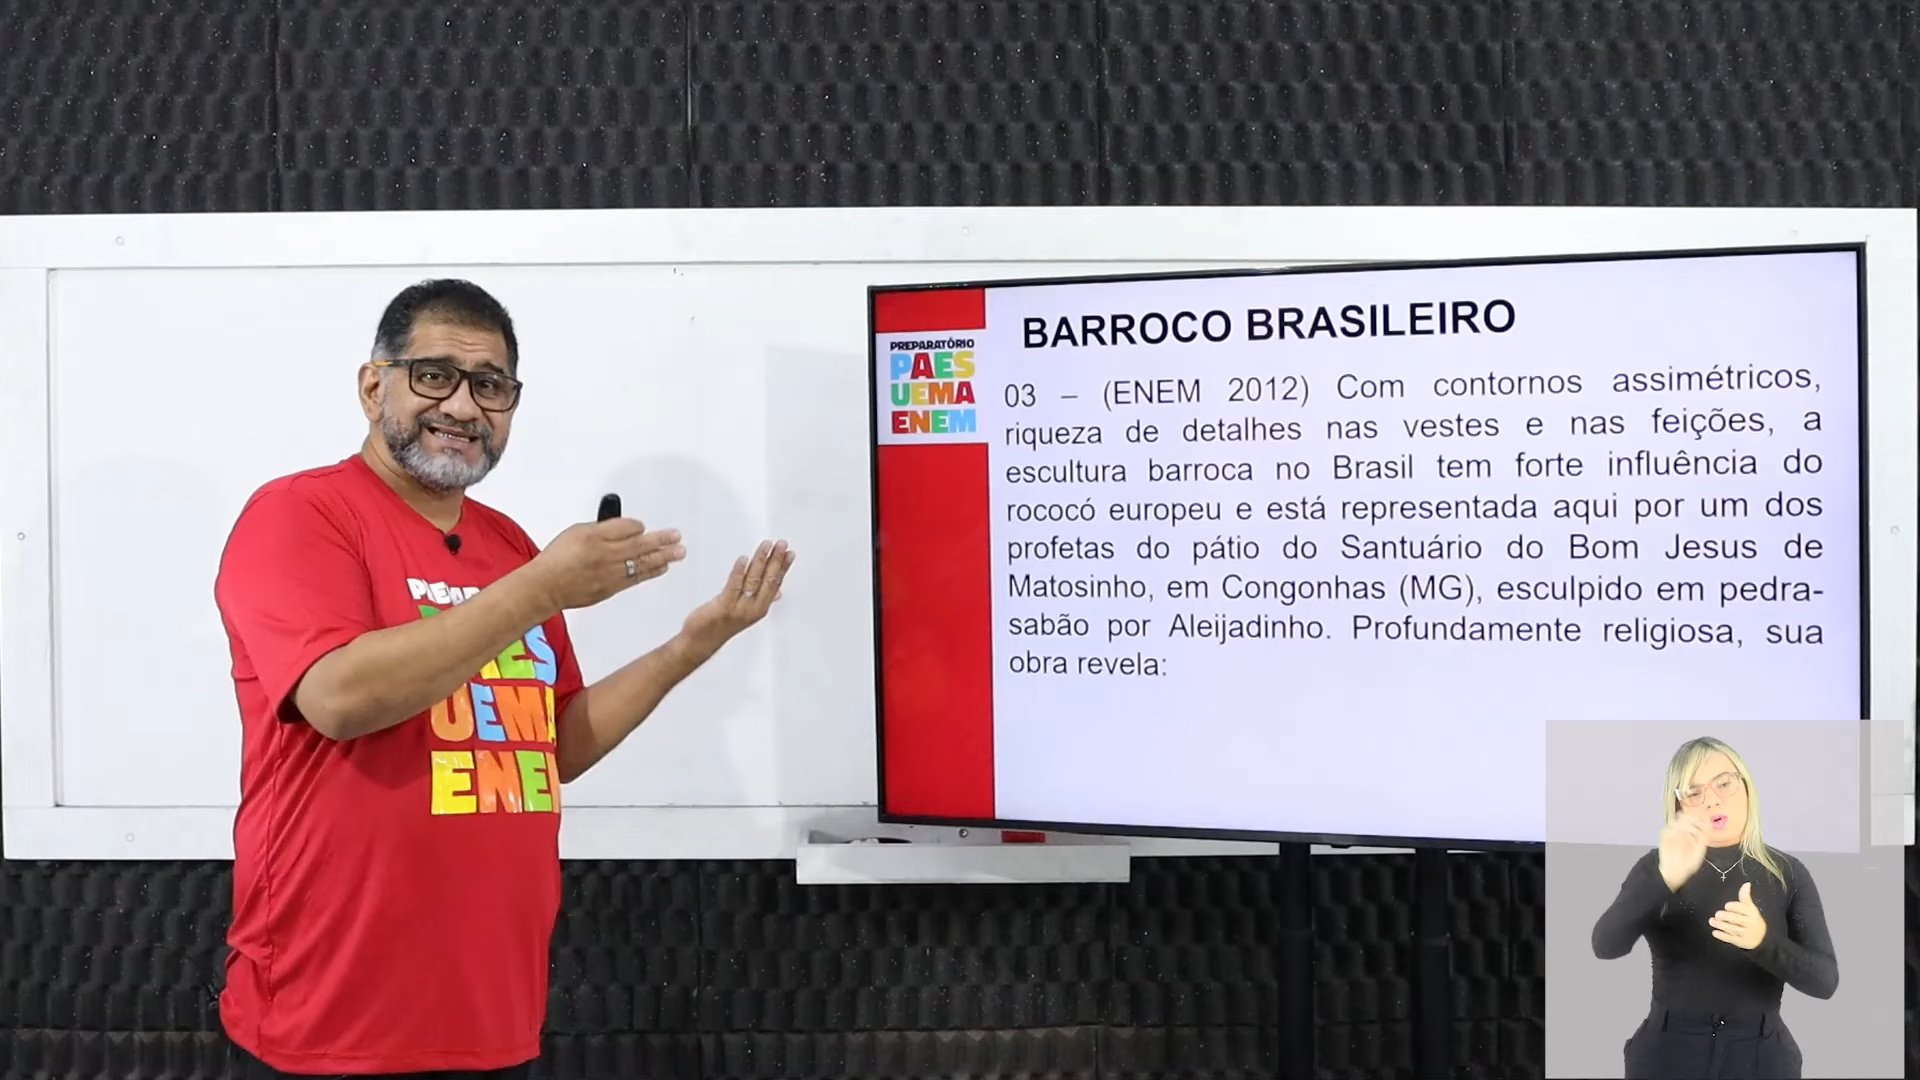 BARROCO BRASILEIRO
PREPARATÓRIO
PAES
UEMA
ENEM
03 – (ENEM 2012) Com contornos assimétricos,
riqueza de detalhes nas vestes e nas feições, a
escultura barroca no Brasil tem forte influência do
rococó europeu e está representada aqui por um dos
profetas do pátio do Santuário do Bom Jesus de
Matosinho, em Congonhas (MG), esculpido em pedra-
sabão por Aleijadinho. Profundamente religiosa, sua
obra revela:
UEMA
ENEM